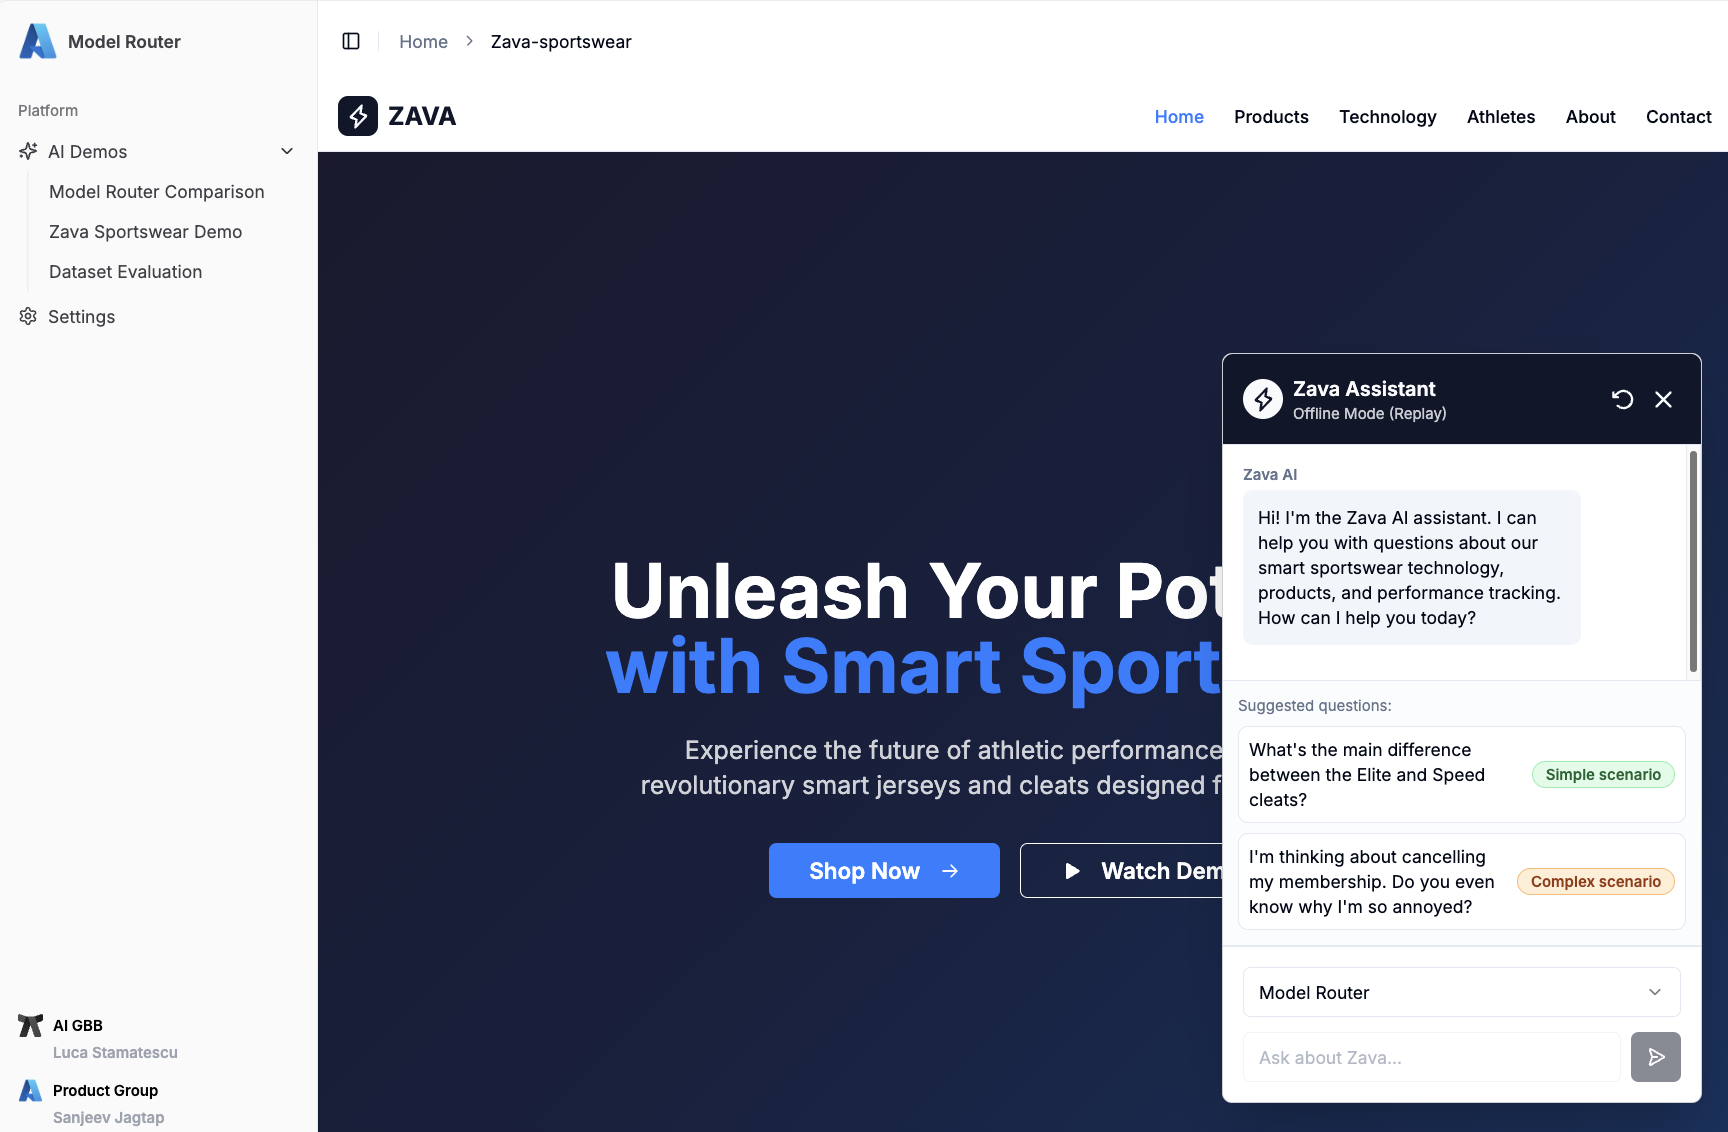 Model Router
Platform
AI Demos
Model Router Comparison
Zava Sportswear Demo
Dataset Evaluation
Settings
AI GBB
Luca Stamatescu
Product Group
Sanjeev Jagtap
Home
Zava-sportswear
ZAVA
Home Products Technology Athletes About Contact
Unleash Your Pot
with Smart Sport
Experience the future of athletic performance
revolutionary smart jerseys and cleats designed f
Shop Now
Watch Dem
Zava Assistant
Offline Mode (Replay)
Zava AI
Hi! I'm the Zava AI assistant. I can
help you with questions about our
smart sportswear technology,
products, and performance tracking.
How can I help you today?
Suggested questions:
What's the main difference
between the Elite and Speed
cleats?
Simple scenario
I'm thinking about cancelling
my membership. Do you even
know why I'm so annoyed?
Complex scenario
Model Router
Ask about Zava...